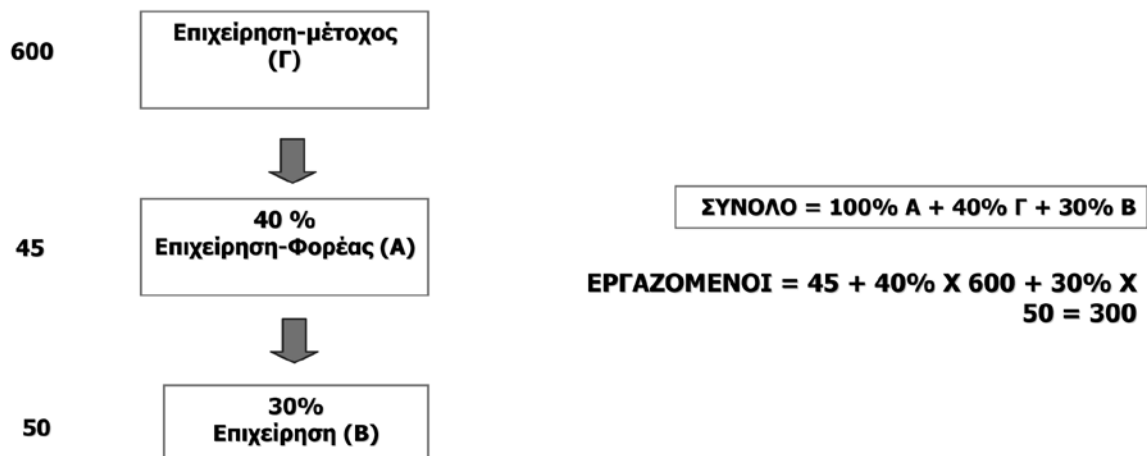 600
Επιχείρηση-μέτοχος
(Γ)
45
40 %
Επιχείρηση-Φορέας (Α)
50
30%
Επιχείρηση (Β)
ΣΥΝΟΛΟ = 100% Α + 40% Γ + 30% Β
ΕΡΓΑΖΟΜΕΝΟΙ = 45 + 40% Χ 600 + 30% Χ
50 = 300